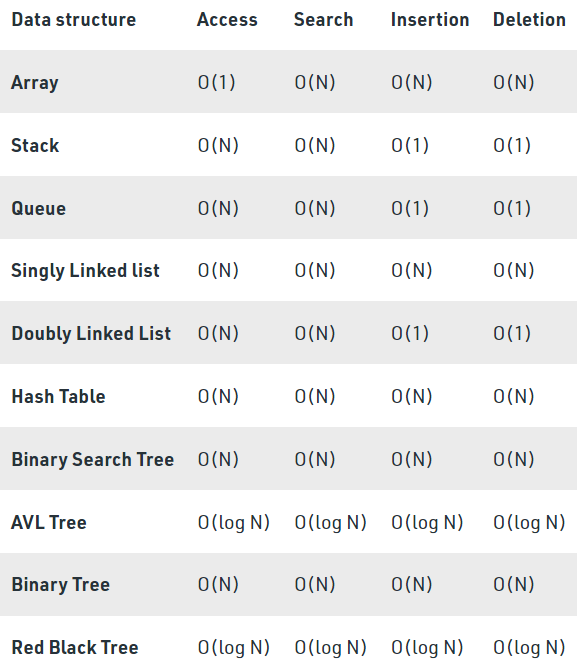 Data structure Access Search Insertion Deletion
Array O(1) O(N) O(N) O(N)
Stack O(N) O(N) O(1) O(1)
Queue O(N) O(N) O(1) O(1)
Singly Linked list O(N) O(N) O(N) O(N)
Doubly Linked List O(N) O(N) O(1) O(1)
Hash Table O(N) O(N) O(N) O(N)
Binary Search Tree O(N) O(N) O(N) O(N)
AVL Tree O(log N) O(log N) O(log N) O(log N)
Binary Tree O(N) O(N) O(N) O(N)
Red Black Tree O(log N) O(log N) O(log N) O(log N)